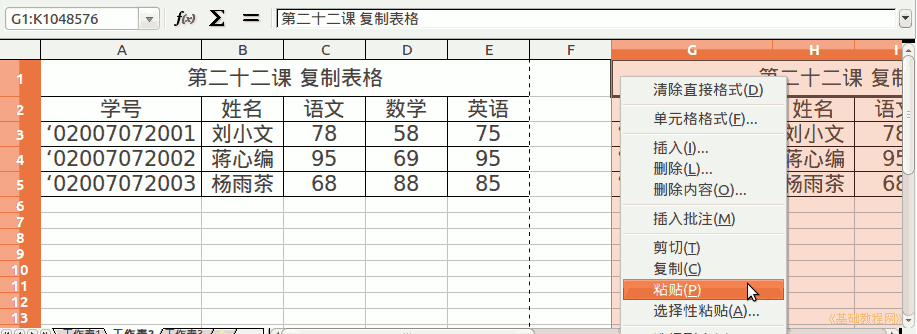 G1:K1048576 f(x) Σ = 第二十二课 复制表格
A B C D E F G H I
1 第二十二课 复制表格 第二十二课 复制
2 学号 姓名 语文 数学 英语 姓名 语文
3 ‘02007072001 刘小文 78 58 75 刘小文 78
4 ‘02007072002 蒋心编 95 69 95 蒋心编 95
5 ‘02007072003 杨雨茶 68 88 85 杨雨茶 68
6
7
8
9
10
11
12
13
清除直接格式(D)
单元格格式(F)...
插入(I)...
删除(L)...
删除内容(O)...
插入批注(M)
剪切(T)
复制(C)
粘贴(P)
选择性粘贴(A)...
工作表1 工作表2 工作表3
《基础教程网》